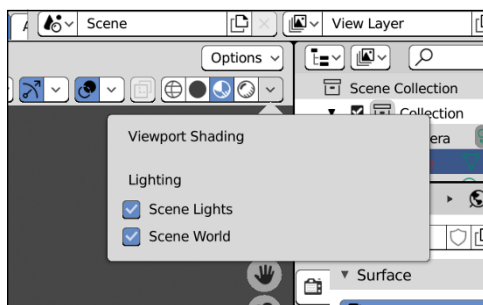 Scene
View Layer
Options
Scene Collection
Collection
era
Viewport Shading
Lighting
Scene Lights
Scene World
Surface